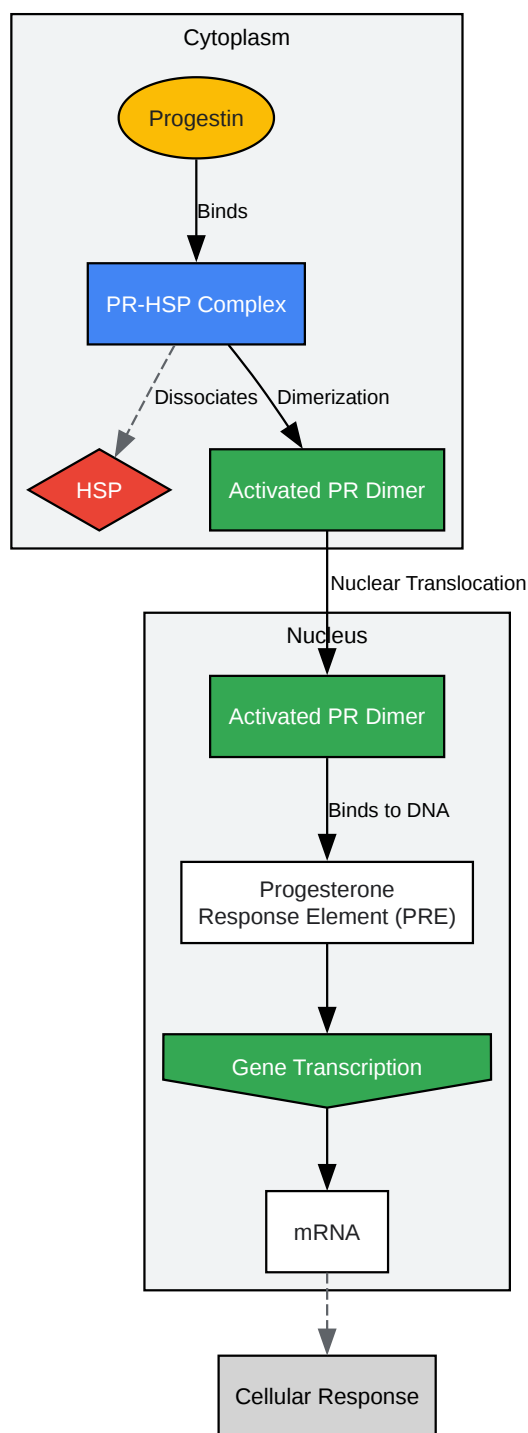 Cytoplasm
Progestin
Binds
PR-HSP Complex
Dissociates
Dimerization
HSP
Activated PR Dimer
Nuclear Translocation
Nucleus
Activated PR Dimer
Binds to DNA
Progesterone
Response Element (PRE)
Gene Transcription
mRNA
Cellular Response